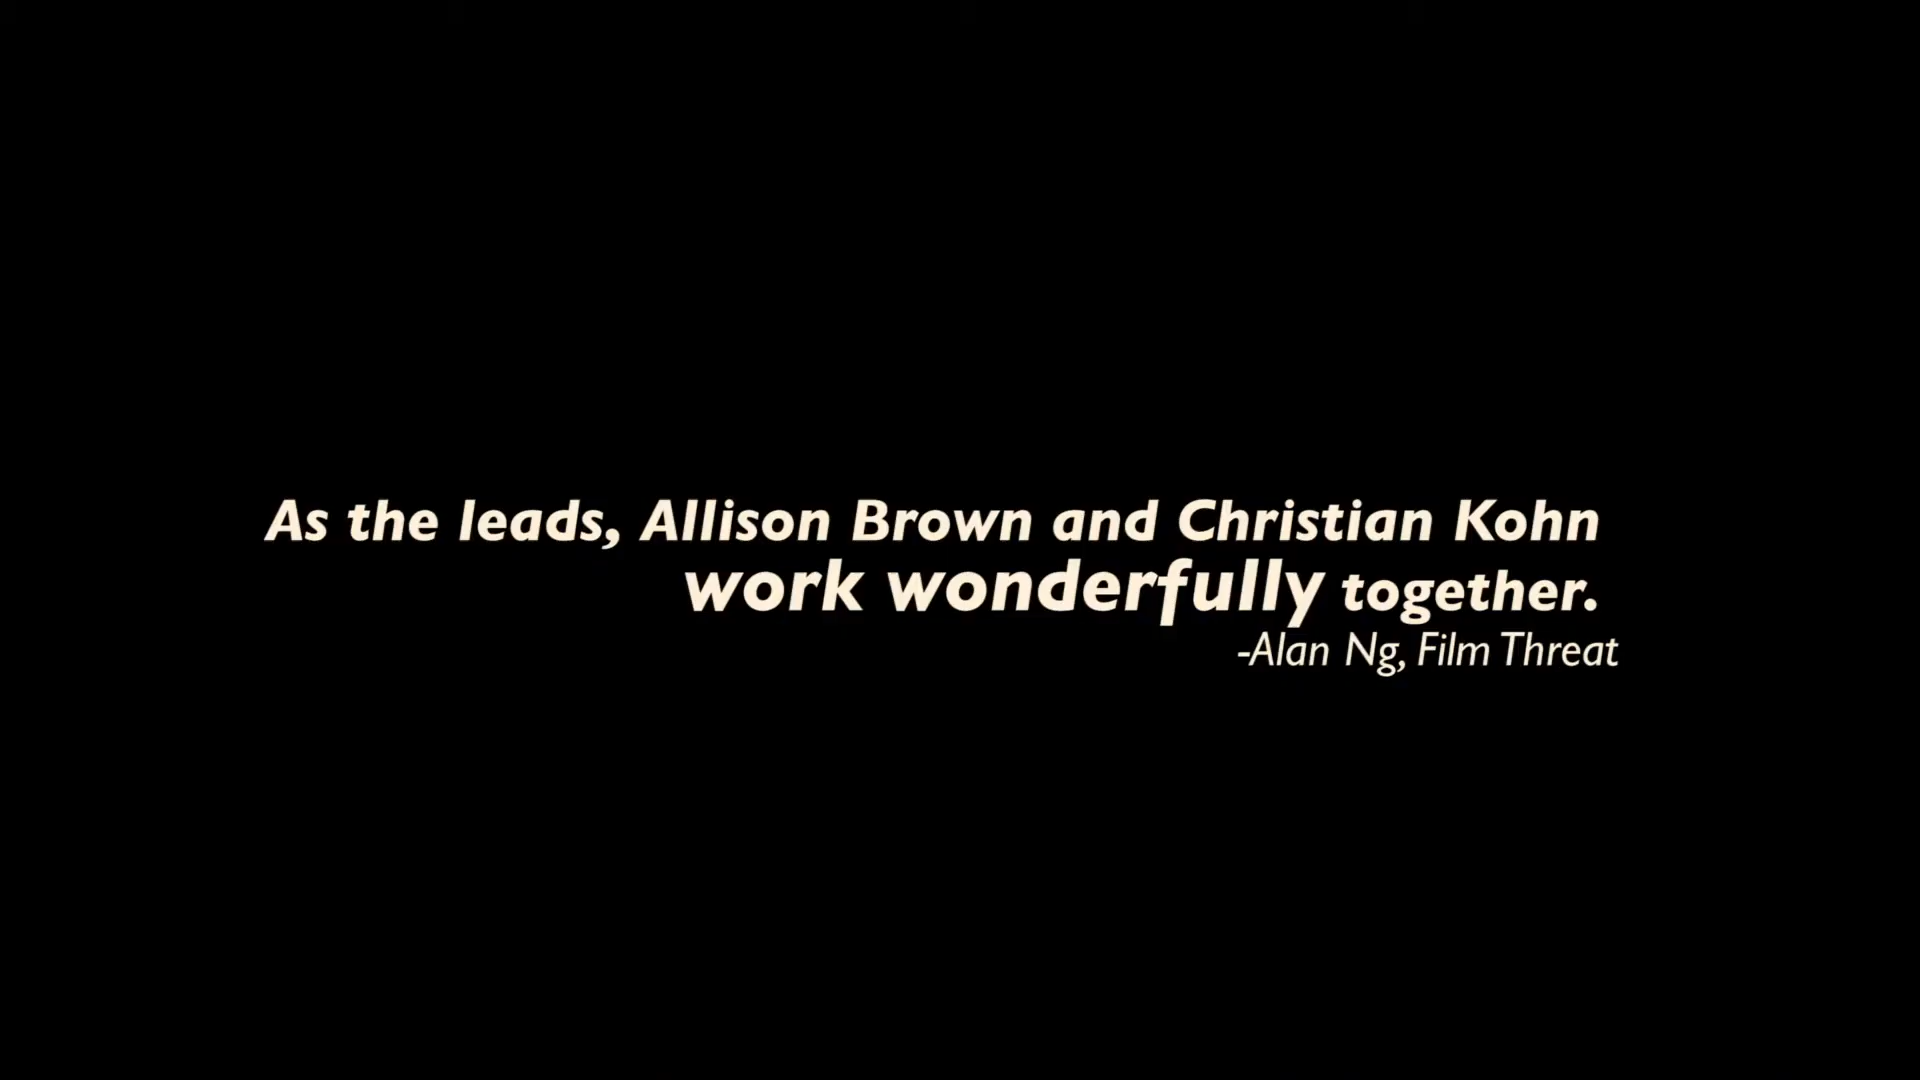 As the leads, Allison Brown and Christian Kohn
work wonderfully together.
-Alan Ng, Film Threat